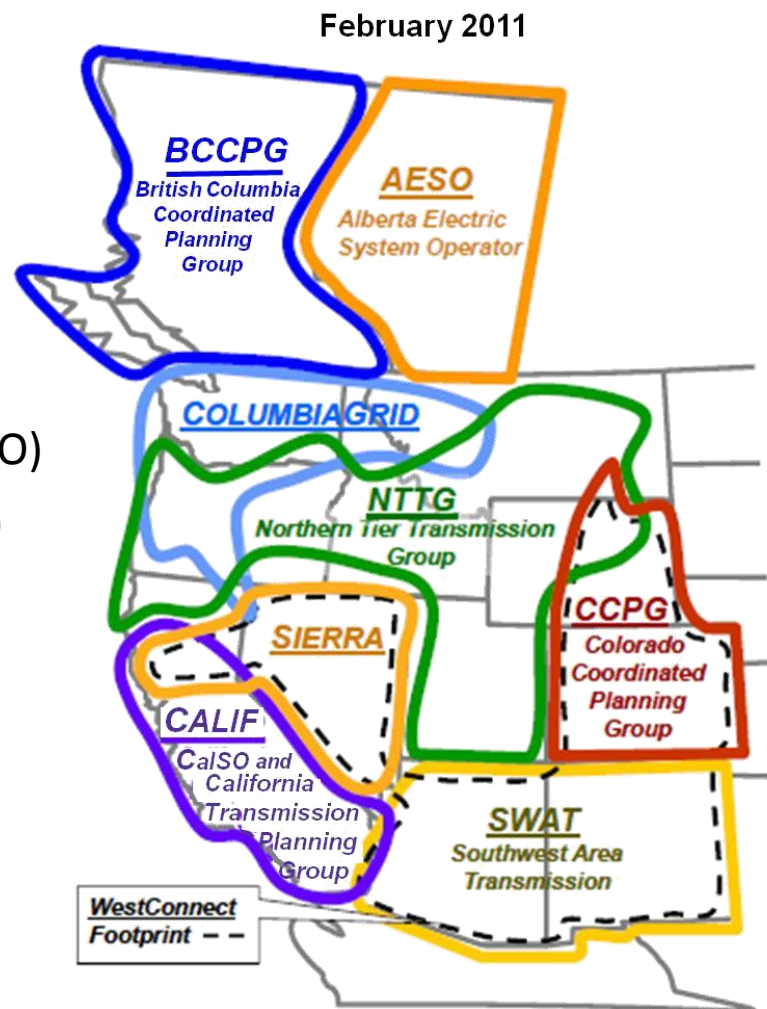 February 2011
BCCPG
British Columbia
Coordinated
Planning
Group
AESO
Alberta Electric
System Operator
COLUMBIAGRID
O)
)
NTTG
Northern Tier Transmission
Group
CCPG
Colorado
Coordinated
Planning
Group
SIERRA
CALIF
CaISO and
California
Transmission
Planning
Group
SWAT
Southwest Area
Transmission
WestConnect
Footprint